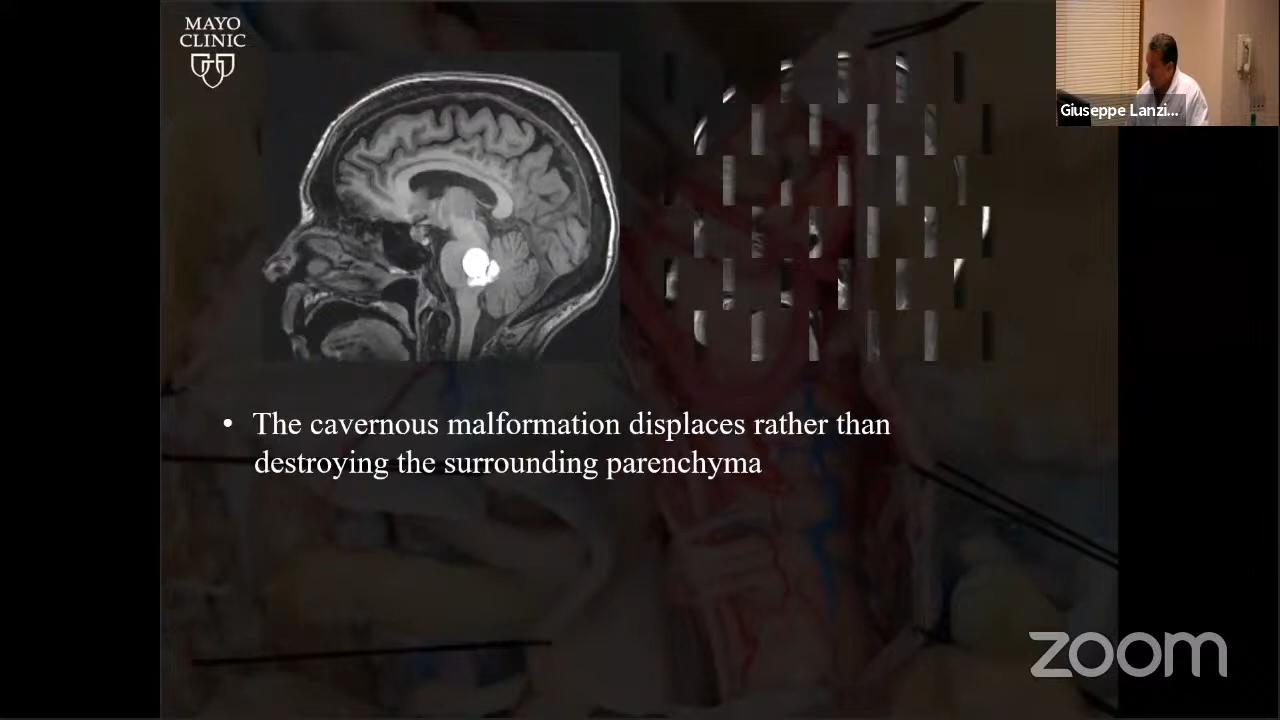 MAYO
CLINIC
Giuseppe Lanzi...
• The cavernous malformation displaces rather than
destroying the surrounding parenchyma
zoom